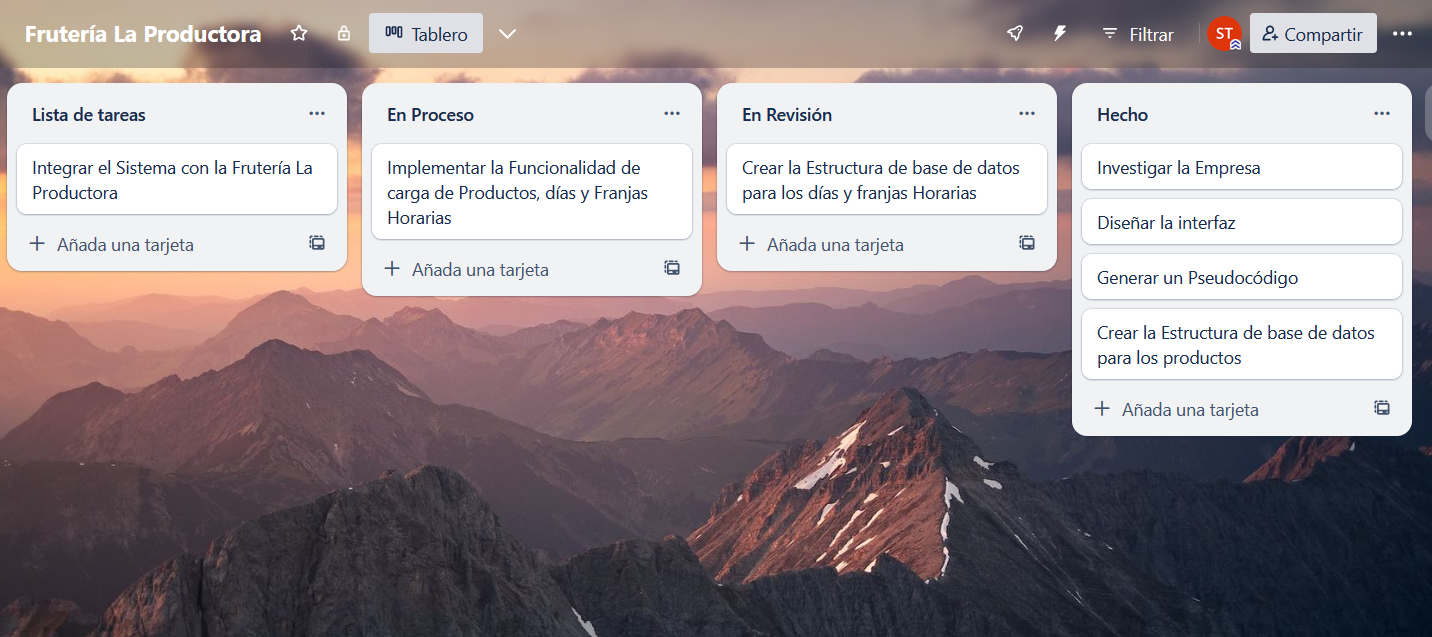 Frutería La Productora
Tablero
Filtrar
ST
Compartir
Lista de tareas
Integrar el Sistema con la Frutería La
Productora
Añada una tarjeta
En Proceso
Implementar la Funcionalidad de
carga de Productos, días y Franjas
Horarias
Añada una tarjeta
En Revisión
Crear la Estructura de base de datos
para los días y franjas Horarias
Añada una tarjeta
Hecho
Investigar la Empresa
Diseñar la interfaz
Generar un Pseudocódigo
Crear la Estructura de base de datos
para los productos
Añada una tarjeta